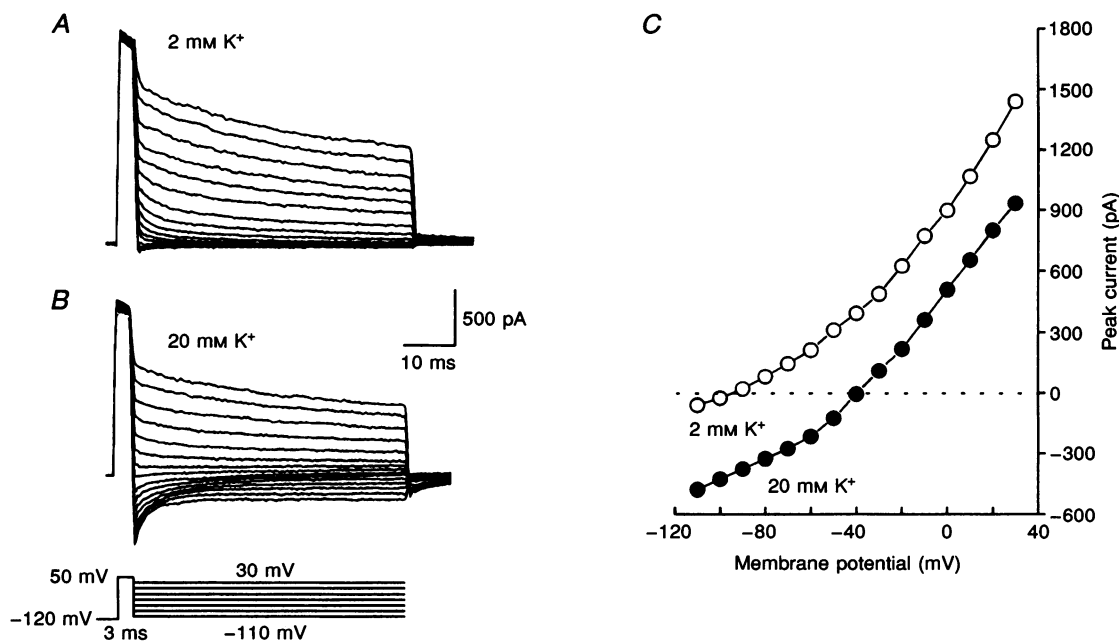 A
2 mM K⁺
B
500 pA
10 ms
20 mM K⁺
50 mV
30 mV
−120 mV
3 ms
−110 mV
C
1800
1500
1200
900
600
300
0
−300
−600
Peak current (pA)
2 mM K⁺
20 mM K⁺
−120
−80
−40
0
40
Membrane potential (mV)